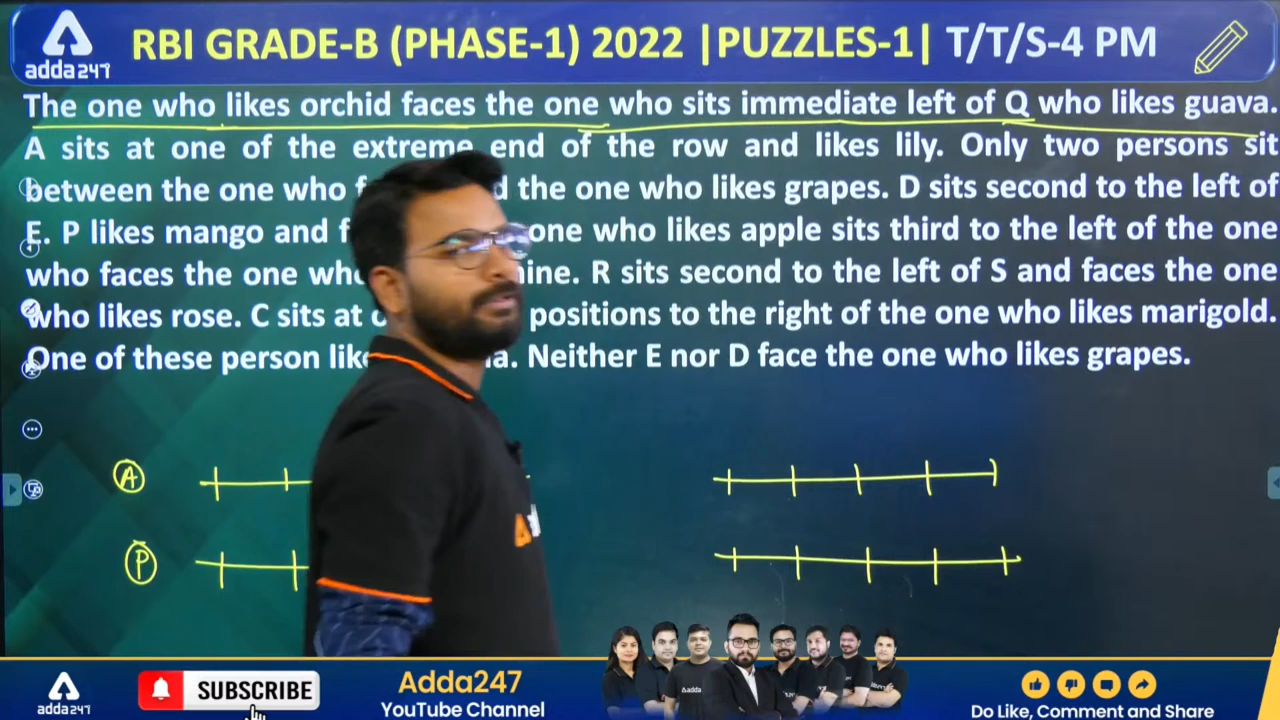 adda247
RBI GRADE-B (PHASE-1) 2022 |PUZZLES-1| T/T/S-4 PM
The one who likes orchid faces the one who sits immediate left of Q who likes guava.
A sits at one of the extreme end of the row and likes lily. Only two persons sit
between the one who the one who likes grapes. D sits second to the left of
E. P likes mango and one who likes apple sits third to the left of the one
who faces the one R sits second to the left of S and faces the one
who likes rose. C sits at positions to the right of the one who likes marigold.
One of these person Neither E nor D face the one who likes grapes.
A
P
adda247
SUBSCRIBE
Adda247
YouTube Channel
Do Like, Comment and Share